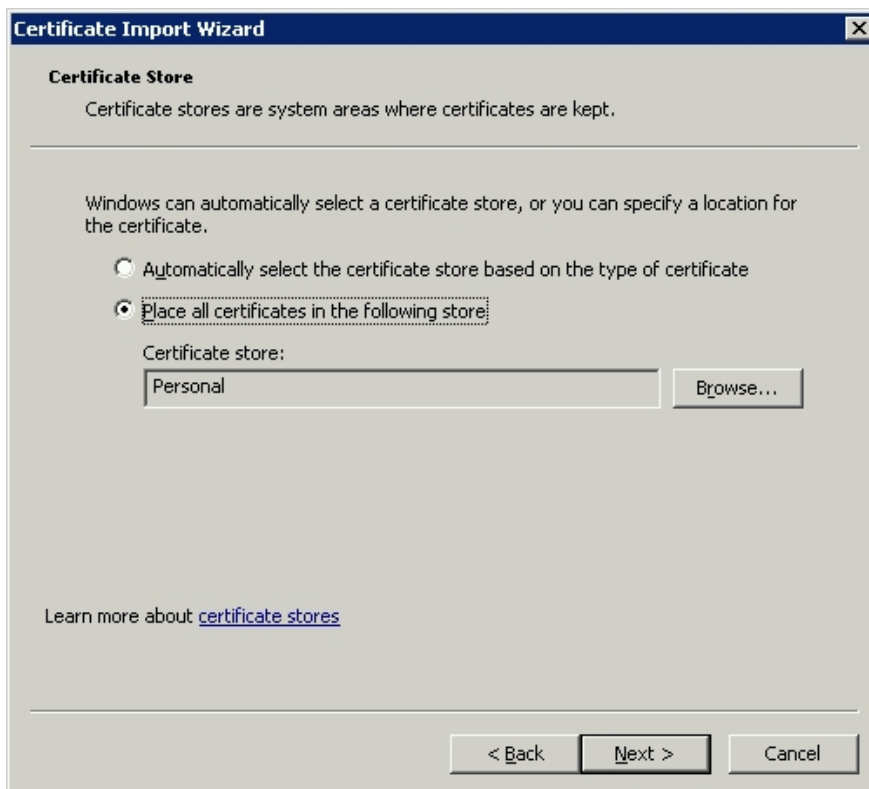 Certificate Import Wizard
Certificate Store
Certificate stores are system areas where certificates are kept.
Windows can automatically select a certificate store, or you can specify a location for
the certificate.
Automatically select the certificate store based on the type of certificate
Place all certificates in the following store
Certificate store:
Personal
Browse...
Learn more about certificate stores
< Back
Next >
Cancel